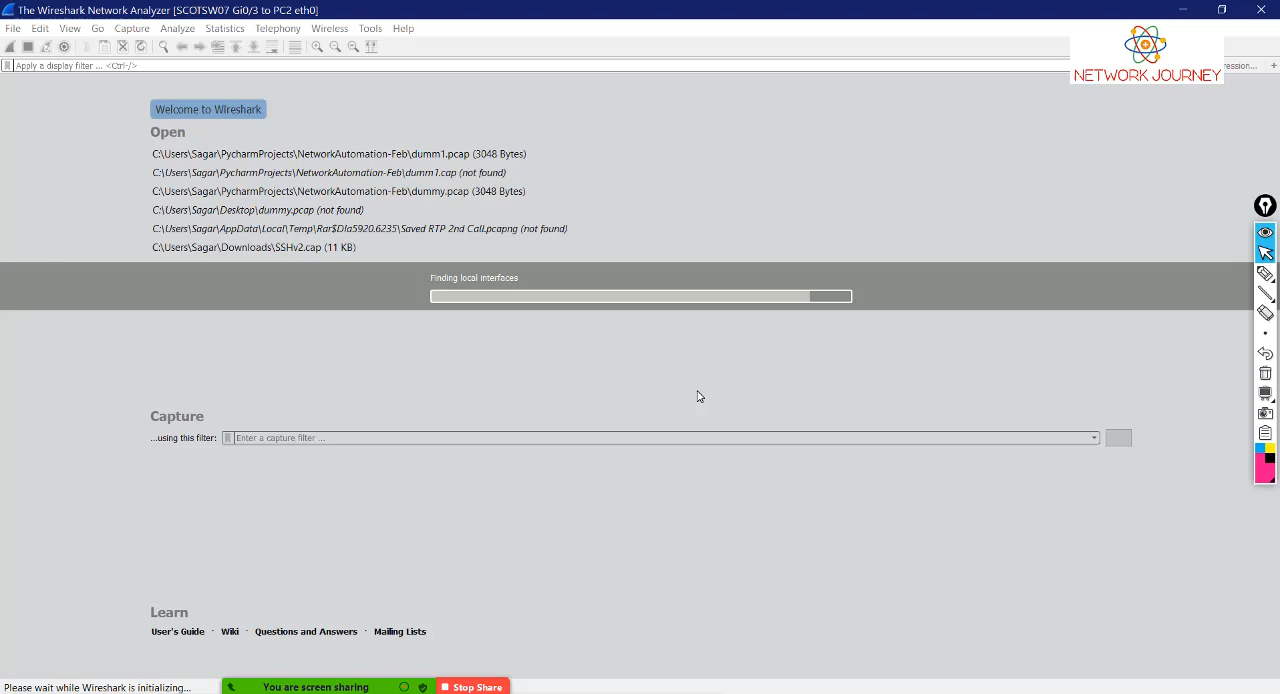 The Wireshark Network Analyzer [SCOTSW07 Gi0/3 to PC2 eth0]
File Edit View Go Capture Analyze Statistics Telephony Wireless Tools Help
NETWORK JOURNEY
Apply a display filter ... <Ctrl-/>
ression... +
Welcome to Wireshark
Open
C:\Users\Sagar\PycharmProjects\NetworkAutomation-Feb\dumm1.pcap (3048 Bytes)
C:\Users\Sagar\PycharmProjects\NetworkAutomation-Feb\dumm1.cap (not found)
C:\Users\Sagar\PycharmProjects\NetworkAutomation-Feb\dummy.pcap (3048 Bytes)
C:\Users\Sagar\Desktop\dummy.pcap (not found)
C:\Users\Sagar\AppData\Local\Temp\Rar$DIa5920.6235\Saved RTP 2nd Call.pcapng (not found)
C:\Users\Sagar\Downloads\SSHv2.cap (11 KB)
Finding local interfaces
Capture
...using this filter: Enter a capture filter ...
Learn
User's Guide · Wiki · Questions and Answers · Mailing Lists
Please wait while Wireshark is initializing... You are screen sharing Stop Share